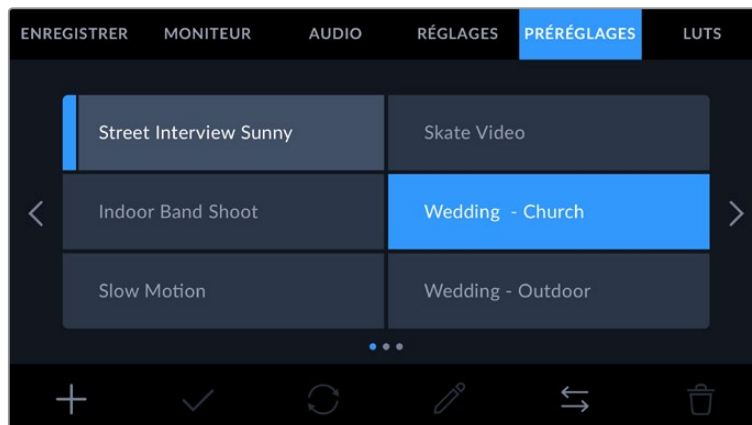 ENREGISTRER MONITEUR AUDIO RÉGLAGES PRÉRÉGLAGES LUTS
Street Interview Sunny Skate Video
Indoor Band Shoot Wedding - Church
Slow Motion Wedding - Outdoor